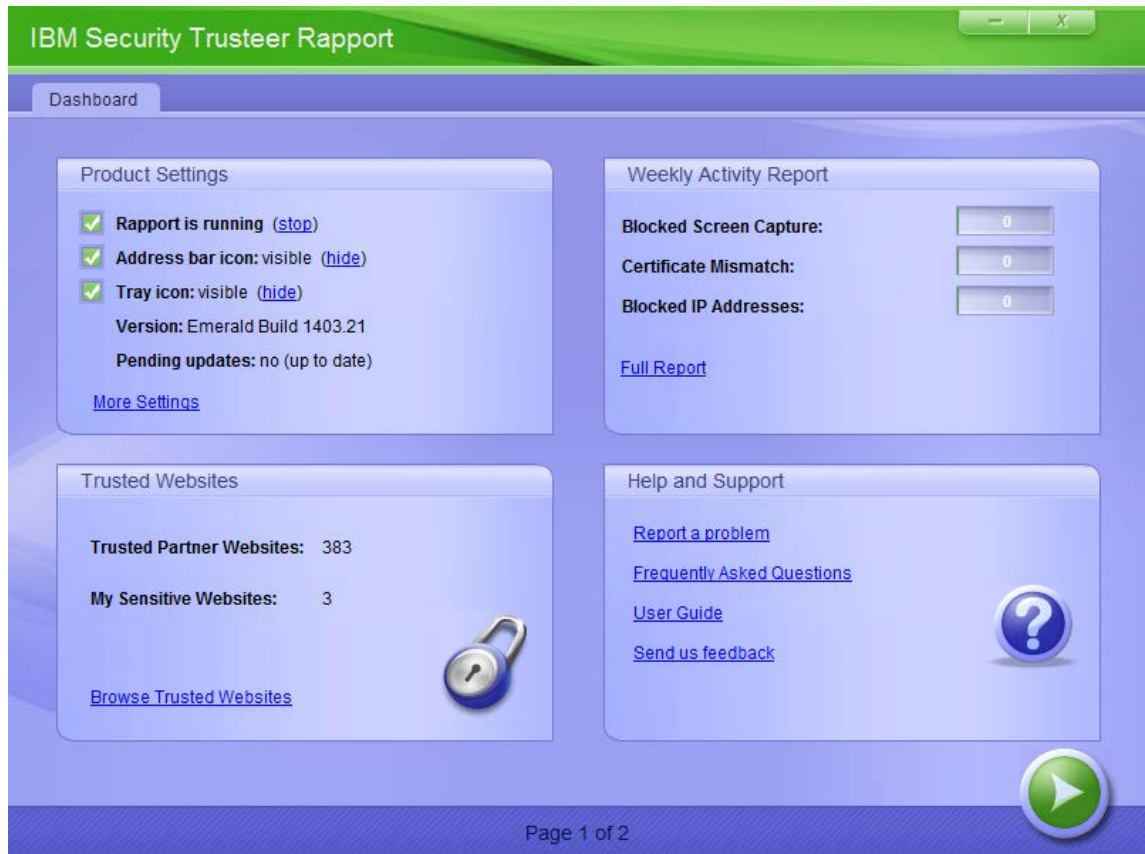 IBM Security Trusteer Rapport
— X
Dashboard
Product Settings
Rapport is running (stop)
Address bar icon: visible (hide)
Tray icon: visible (hide)
Version: Emerald Build 1403.21
Pending updates: no (up to date)
More Settings
Weekly Activity Report
Blocked Screen Capture: 0
Certificate Mismatch: 0
Blocked IP Addresses: 0
Full Report
Trusted Websites
Trusted Partner Websites: 383
My Sensitive Websites: 3
Browse Trusted Websites
Help and Support
Report a problem
Frequently Asked Questions
User Guide
Send us feedback
?
Page 1 of 2